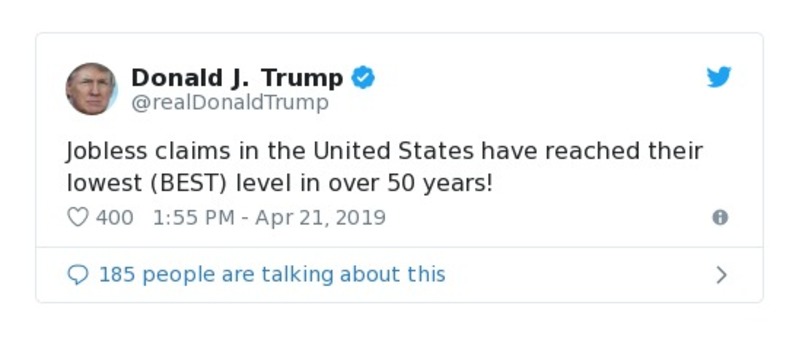 Donald J. Trump
@realDonaldTrump
Jobless claims in the United States have reached their
lowest (BEST) level in over 50 years!
400 1:55 PM - Apr 21, 2019
185 people are talking about this